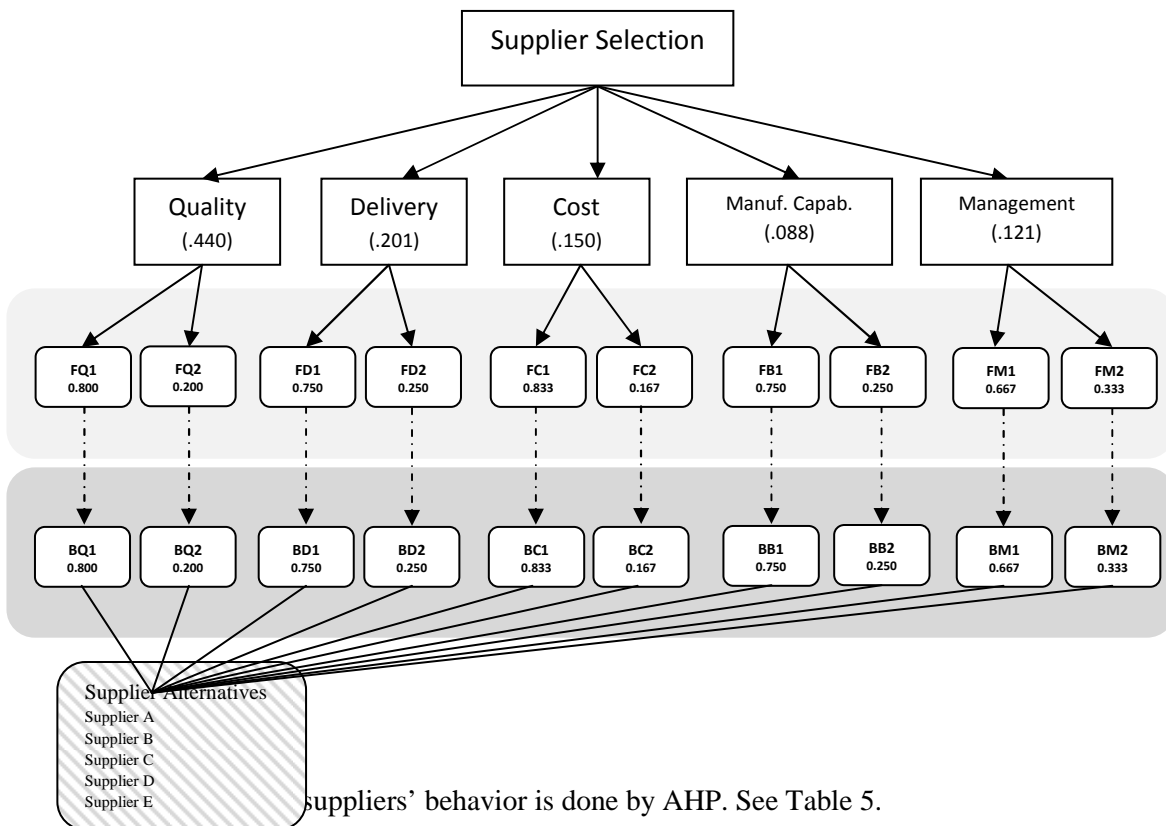 Supplier Selection
Quality
(.440)
Delivery
(.201)
Cost
(.150)
Manuf. Capab.
(.088)
Management
(.121)
FQ1
0.800
FQ2
0.200
FD1
0.750
FD2
0.250
FC1
0.833
FC2
0.167
FB1
0.750
FB2
0.250
FM1
0.667
FM2
0.333
BQ1
0.800
BQ2
0.200
BD1
0.750
BD2
0.250
BC1
0.833
BC2
0.167
BB1
0.750
BB2
0.250
BM1
0.667
BM2
0.333
Supplier Alternatives
Supplier A
Supplier B
Supplier C
Supplier D
Supplier E
suppliers’ behavior is done by AHP. See Table 5.